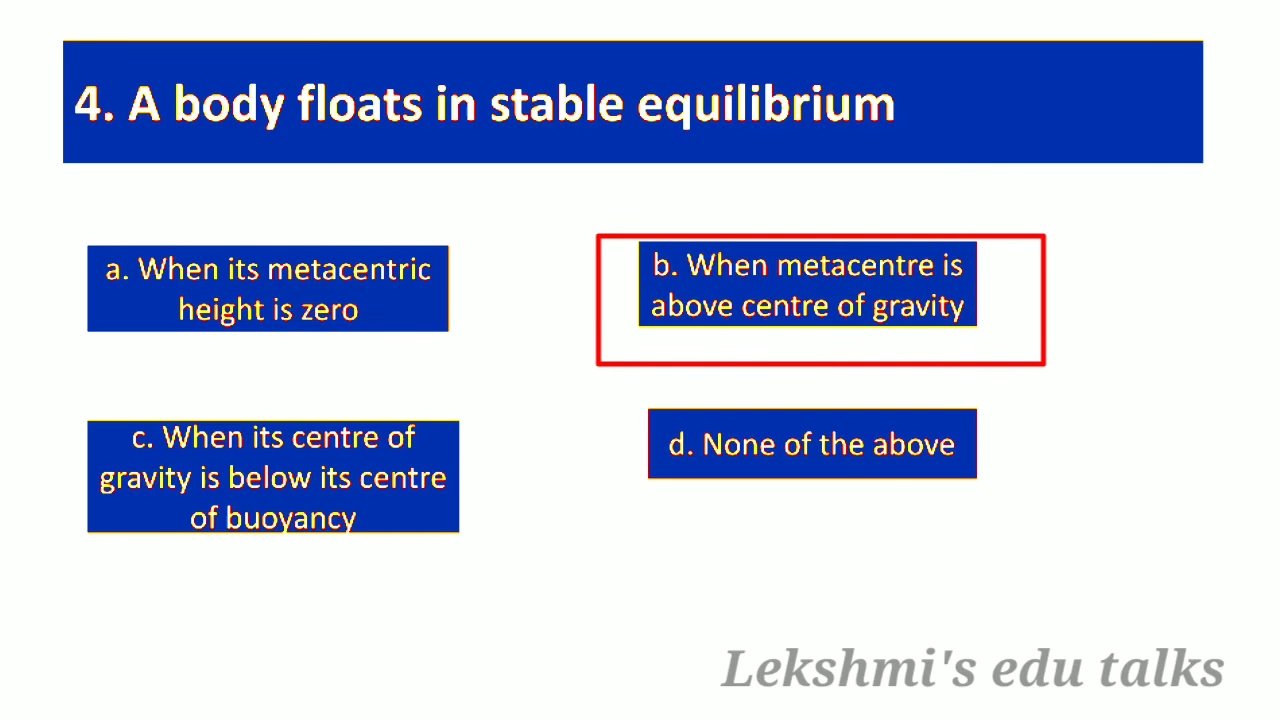 4. A body floats in stable equilibrium
a. When its metacentric
height is zero
b. When metacentre is
above centre of gravity
c. When its centre of
gravity is below its centre
of buoyancy
d. None of the above
Lekshmi's edu talks